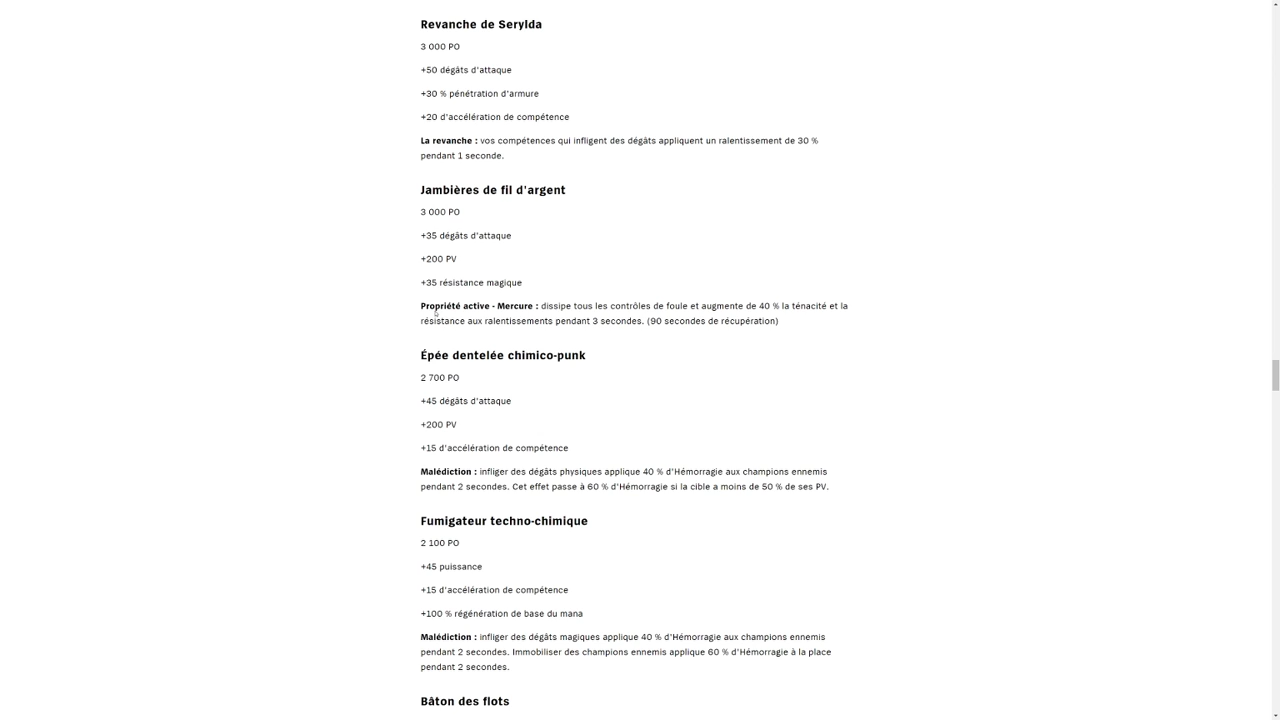 Revanche de Serylda
3 000 PO
+50 dégâts d'attaque
+30 % pénétration d'armure
+20 d'accélération de compétence
La revanche : vos compétences qui infligent des dégâts appliquent un ralentissement de 30 %
pendant 1 seconde.
Jambières de fil d'argent
3 000 PO
+35 dégâts d'attaque
+200 PV
+35 résistance magique
Propriété active - Mercure : dissipe tous les contrôles de foule et augmente de 40 % la ténacité et la
résistance aux ralentissements pendant 3 secondes. (90 secondes de récupération)
Épée dentelée chimico-punk
2 700 PO
+45 dégâts d'attaque
+200 PV
+15 d'accélération de compétence
Malédiction : infliger des dégâts physiques applique 40 % d'Hémorragie aux champions ennemis
pendant 2 secondes. Cet effet passe à 60 % d'Hémorragie si la cible a moins de 50 % de ses PV.
Fumigateur techno-chimique
2 100 PO
+45 puissance
+15 d'accélération de compétence
+100 % régénération de base du mana
Malédiction : infliger des dégâts magiques applique 40 % d'Hémorragie aux champions ennemis
pendant 2 secondes. Immobiliser des champions ennemis applique 60 % d'Hémorragie à la place
pendant 2 secondes.
Bâton des flots